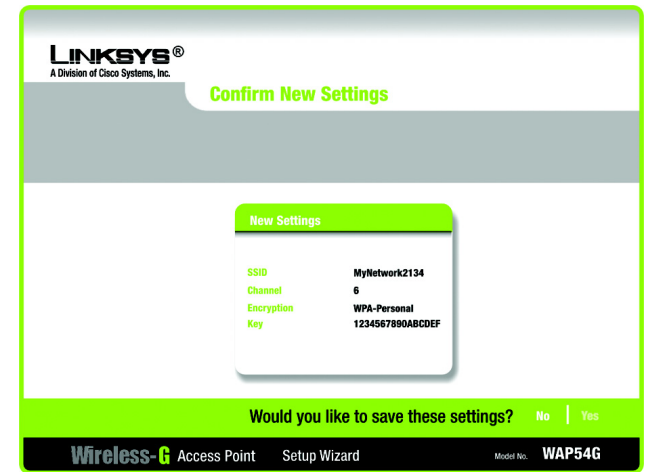 LINKSYS®
A Division of Cisco Systems, Inc.
Confirm New Settings
New Settings
SSID MyNetwork2134
Channel 6
Encryption WPA-Personal
Key 1234567890ABCDEF
Would you like to save these settings? No Yes
Wireless-G Access Point Setup Wizard Model No. WAP54G